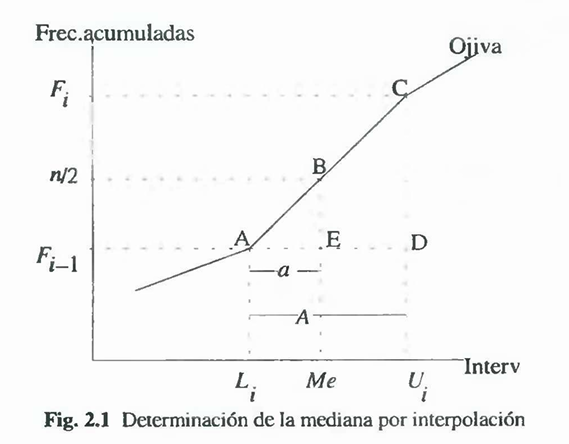 Frec.acumuladas
Ojiva
F_i
C
n/2
B
A
E
D
F_{i-1}
a
A
Interv
L_i
Me
U_i
Fig. 2.1 Determinación de la mediana por interpolación